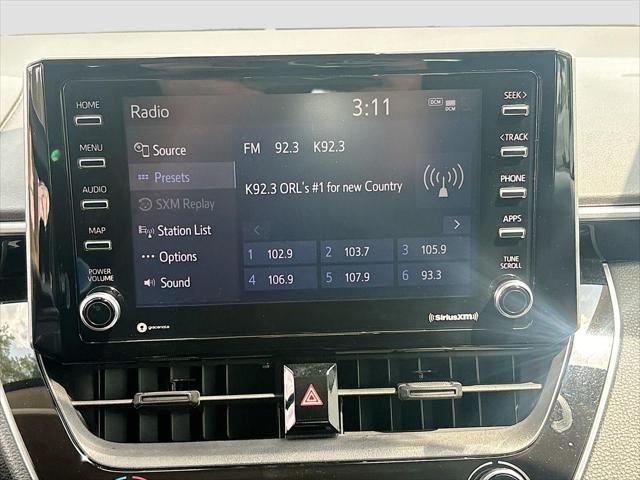 HOME
MENU
AUDIO
MAP
POWER
VOLUME
gracenote
Radio
3:11
DCM
DCM
Source
Presets
SXM Replay
Station List
Options
Sound
FM 92.3 K92.3
K92.3 ORL's #1 for new Country
< >
1 102.9 2 103.7 3 105.9
4 106.9 5 107.9 6 93.3
SEEK>
<TRACK
PHONE
APPS
TUNE
SCROLL
((SiriusXM))